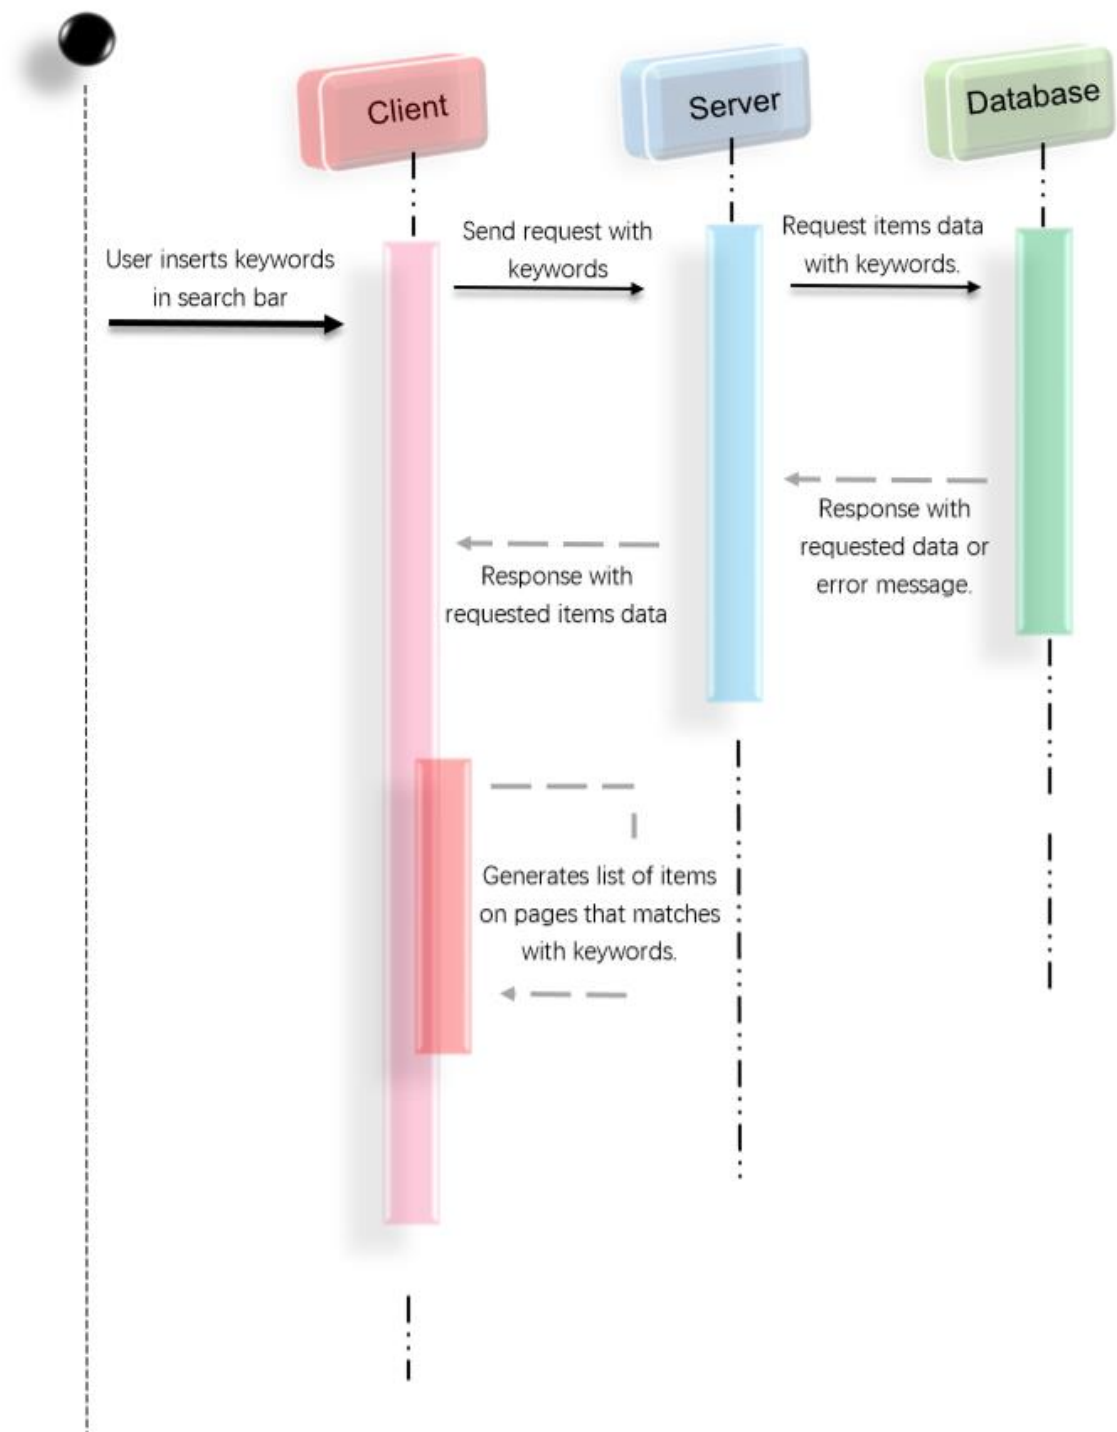 Client
Server
Database
User inserts keywords
in search bar
Send request with
keywords
Request items data
with keywords.
Response with
requested data or
error message.
Response with
requested items data
Generates list of items
on pages that matches
with keywords.